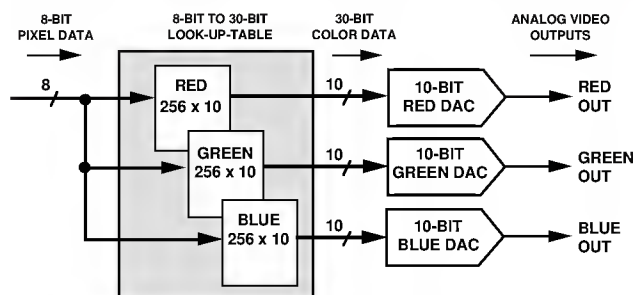 8-BIT
PIXEL DATA
8-BIT TO 30-BIT
LOOK-UP-TABLE
30-BIT
COLOR DATA
ANALOG VIDEO
OUTPUTS
8
RED
256 x 10
10
10-BIT
RED DAC
RED
OUT
GREEN
256 x 10
10
10-BIT
GREEN DAC
GREEN
OUT
BLUE
256 x 10
10
10-BIT
BLUE DAC
BLUE
OUT